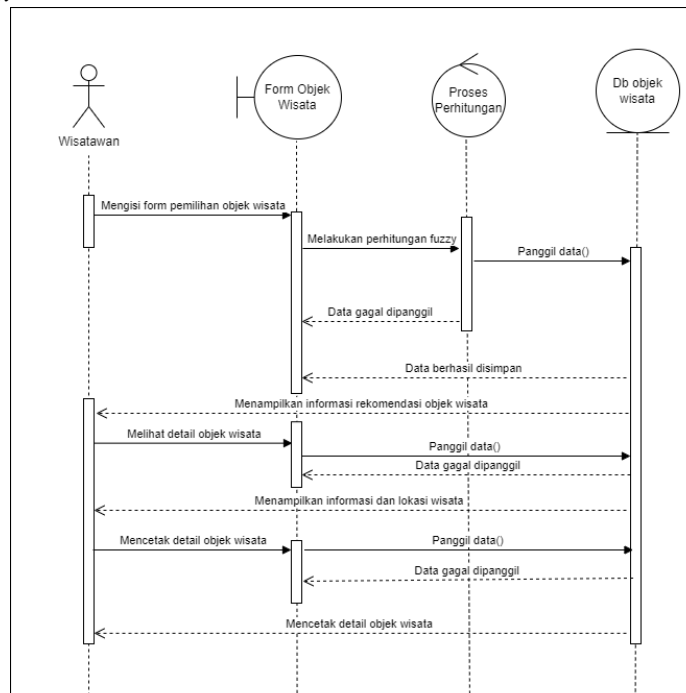 Wisatawan
Form Objek
Wisata
Proses
Perhitungan
Db objek
wisata
Mengisi form pemilihan objek wisata
Melakukan perhitungan fuzzy
Panggil data()
Data gagal dipanggil
Data berhasil disimpan
Menampilkan informasi rekomendasi objek wisata
Melihat detail objek wisata
Panggil data()
Data gagal dipanggil
Menampilkan informasi dan lokasi wisata
Mencetak detail objek wisata
Panggil data()
Data gagal dipanggil
Mencetak detail objek wisata